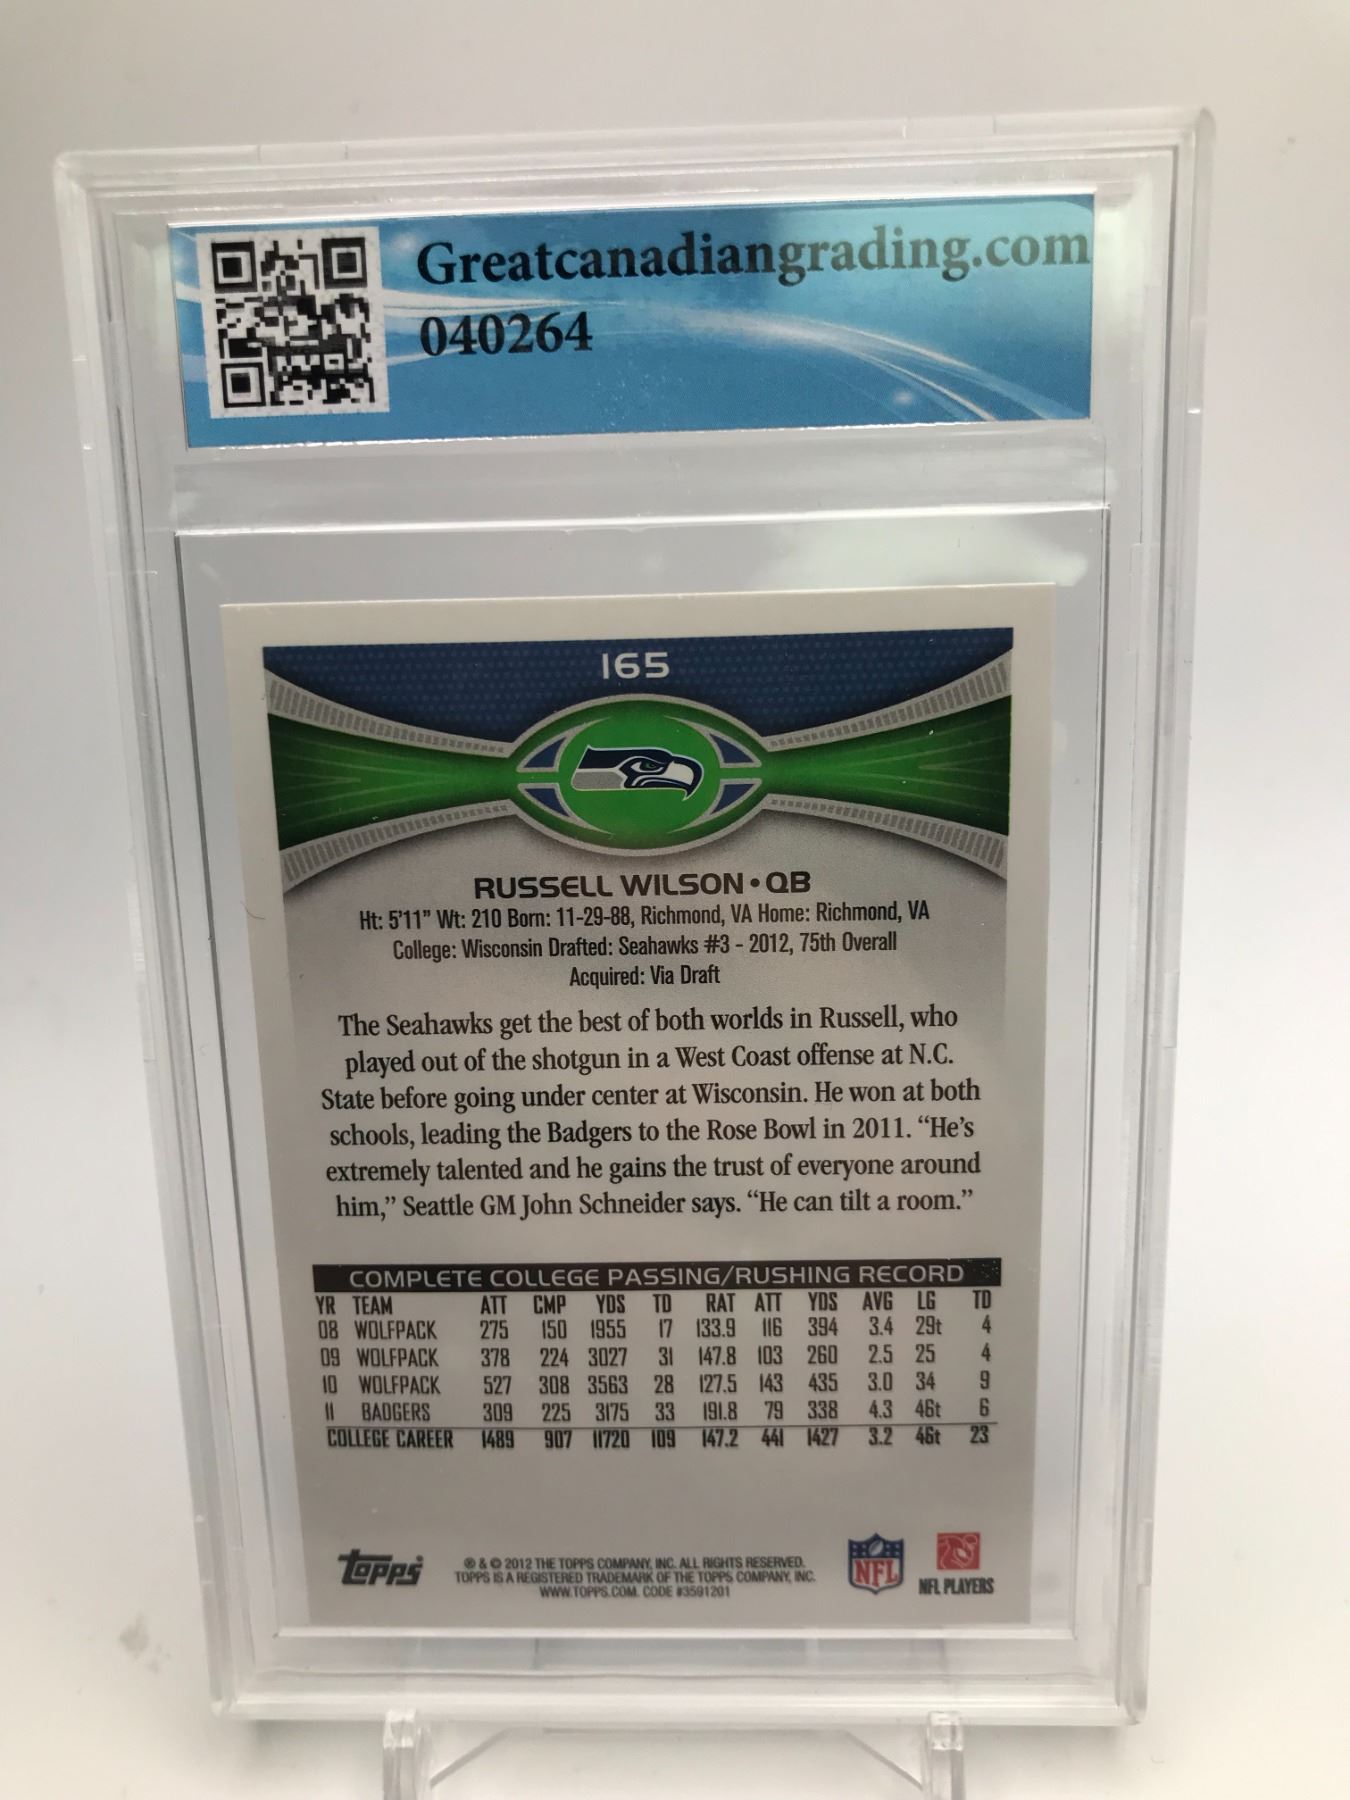 Greatcanadiangrading.com
040264
165
RUSSELL WILSON • QB
Ht: 5'11" Wt: 210 Born: 11-29-88, Richmond, VA Home: Richmond, VA
College: Wisconsin Drafted: Seahawks #3 - 2012, 75th Overall
Acquired: Via Draft
The Seahawks get the best of both worlds in Russell, who
played out of the shotgun in a West Coast offense at N.C.
State before going under center at Wisconsin. He won at both
schools, leading the Badgers to the Rose Bowl in 2011. “He’s
extremely talented and he gains the trust of everyone around
him,” Seattle GM John Schneider says. “He can tilt a room.”
COMPLETE COLLEGE PASSING/RUSHING RECORD
YR TEAM ATT CMP YDS TD RAT ATT YDS AVG LG TD
08 WOLFPACK 275 150 1955 17 133.9 116 394 3.4 29t 4
09 WOLFPACK 378 224 3027 31 147.8 103 260 2.5 25 4
10 WOLFPACK 527 308 3563 28 127.5 143 435 3.0 34 9
11 BADGERS 309 225 3175 33 191.8 79 338 4.3 46t 6
COLLEGE CAREER 1489 907 11720 109 147.2 441 1427 3.2 46t 23
topps
® & © 2012 THE TOPPS COMPANY, INC. ALL RIGHTS RESERVED.
TOPPS IS A REGISTERED TRADEMARK OF THE TOPPS COMPANY, INC.
WWW.TOPPS.COM. CODE #3591201
NFL
NFL PLAYERS